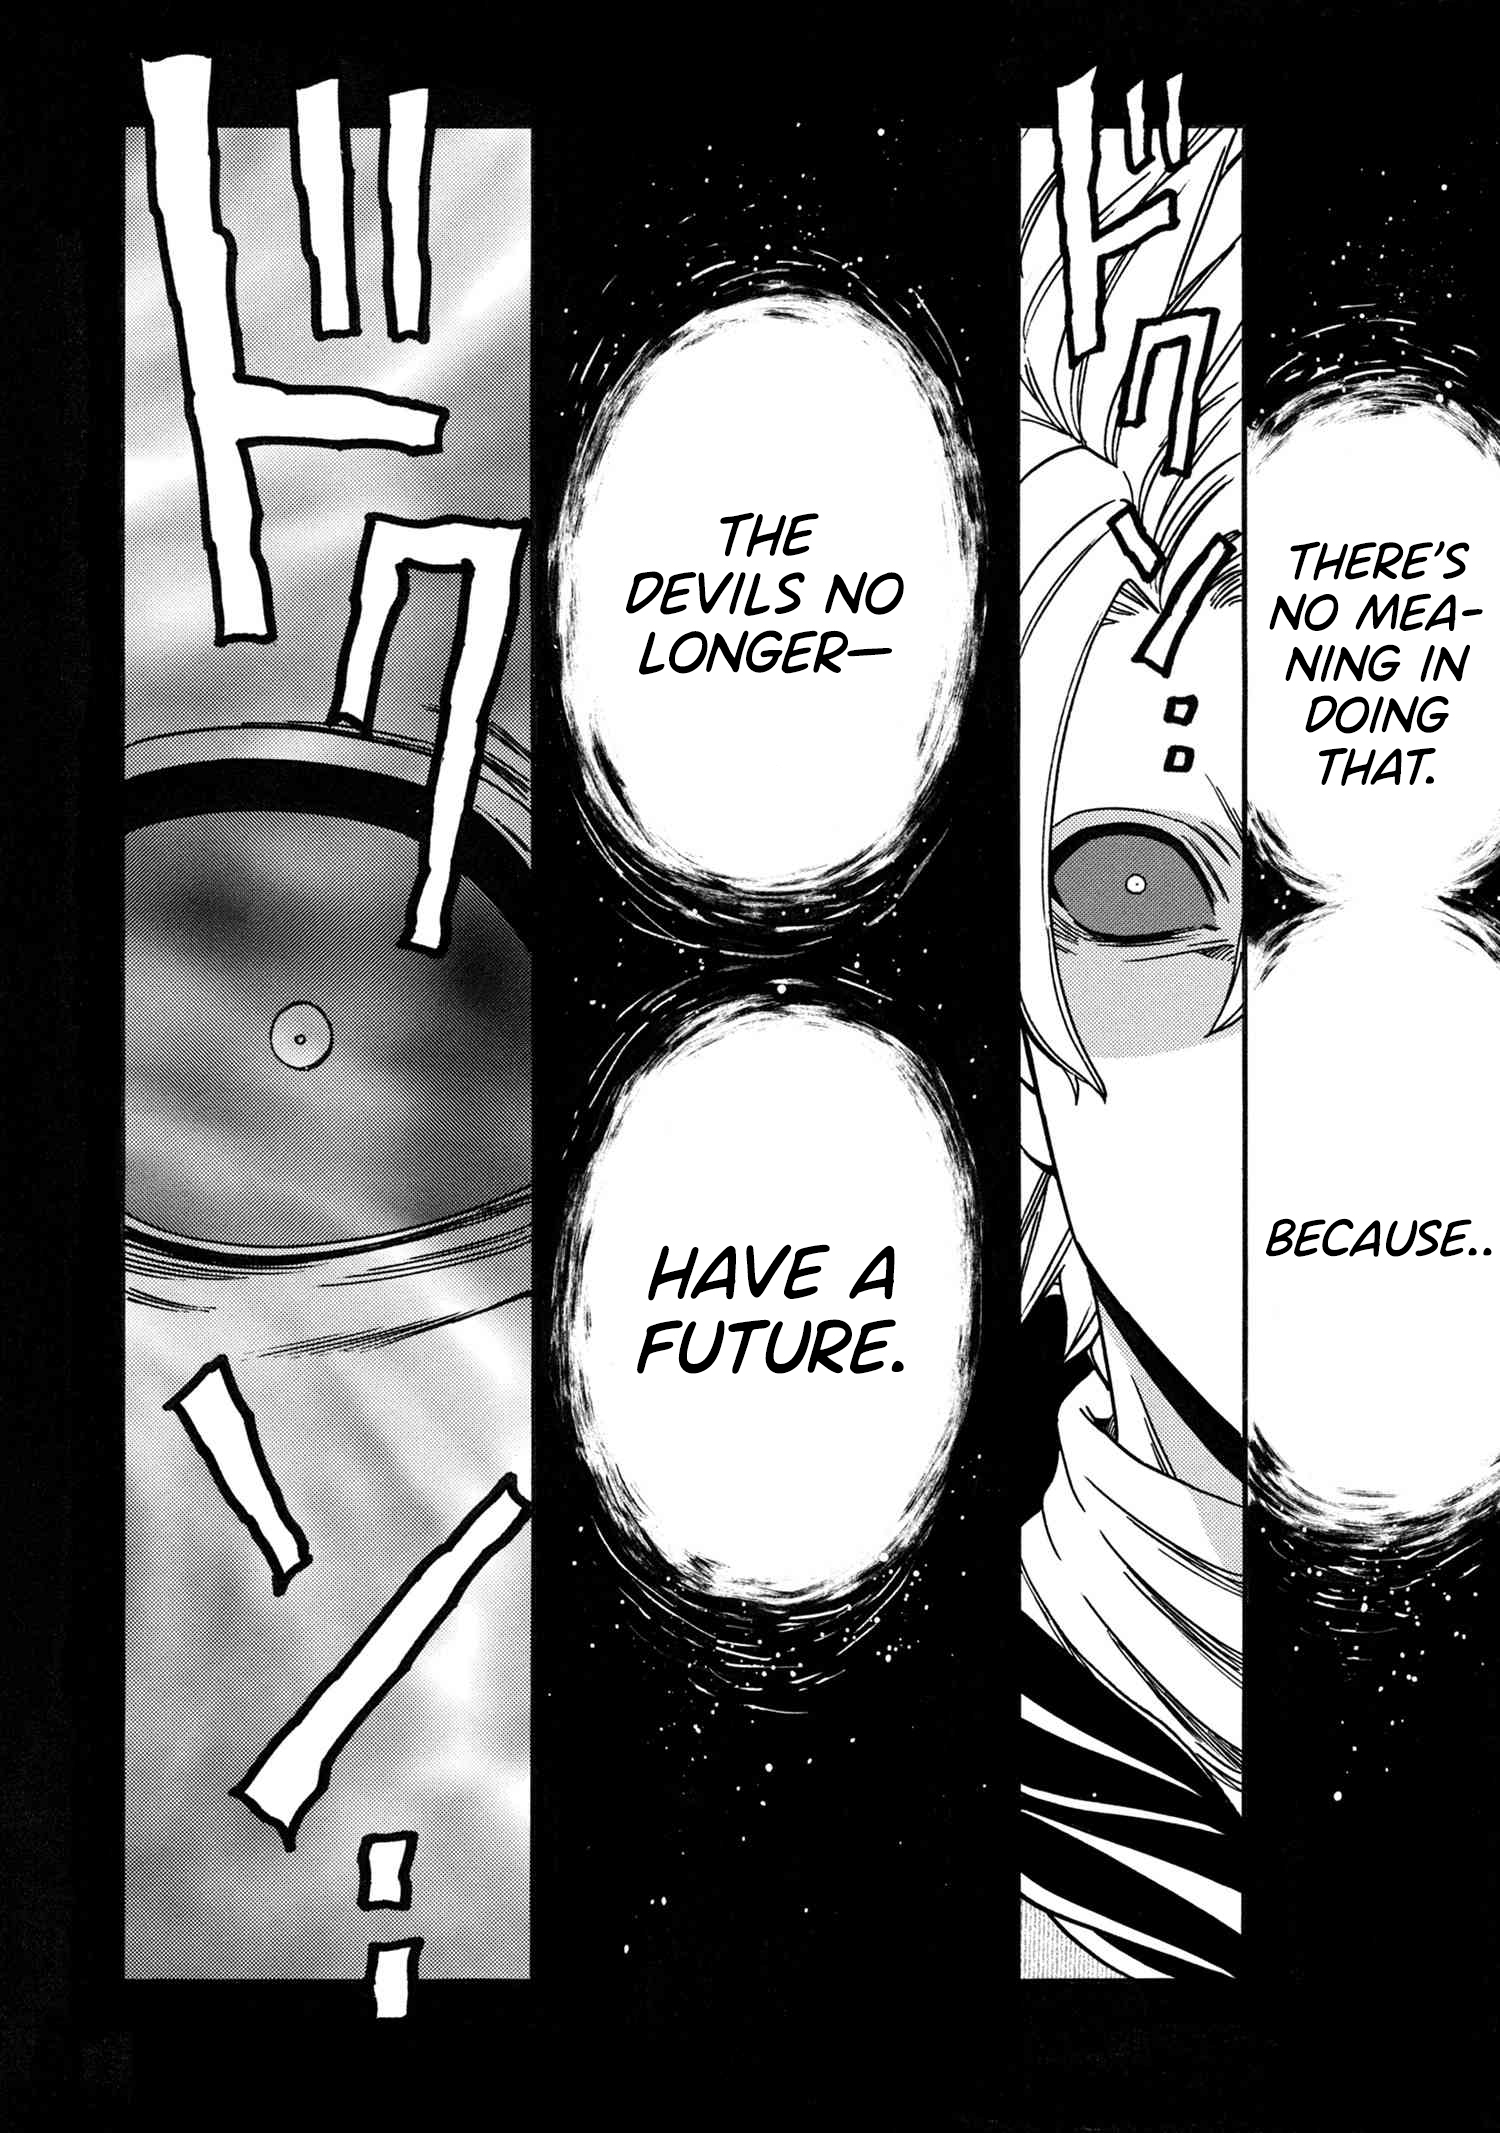 THERE'S
NO MEA-
NING IN
DOING
THAT.
BECAUSE..
ドクン
THE
DEVILS NO
LONGER—
HAVE A
FUTURE.
ドクン